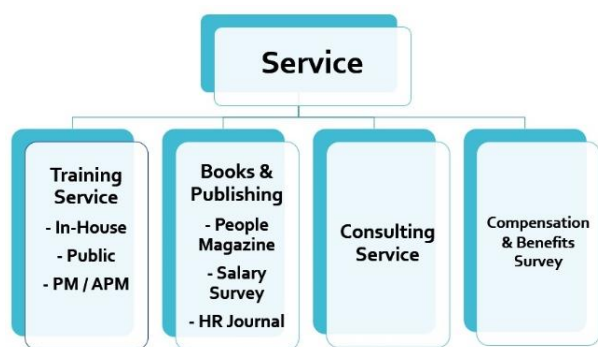 Service
Training
Service
- In-House
- Public
- PM / APM
Books &
Publishing
- People
Magazine
- Salary
Survey
- HR Journal
Consulting
Service
Compensation
& Benefits
Survey